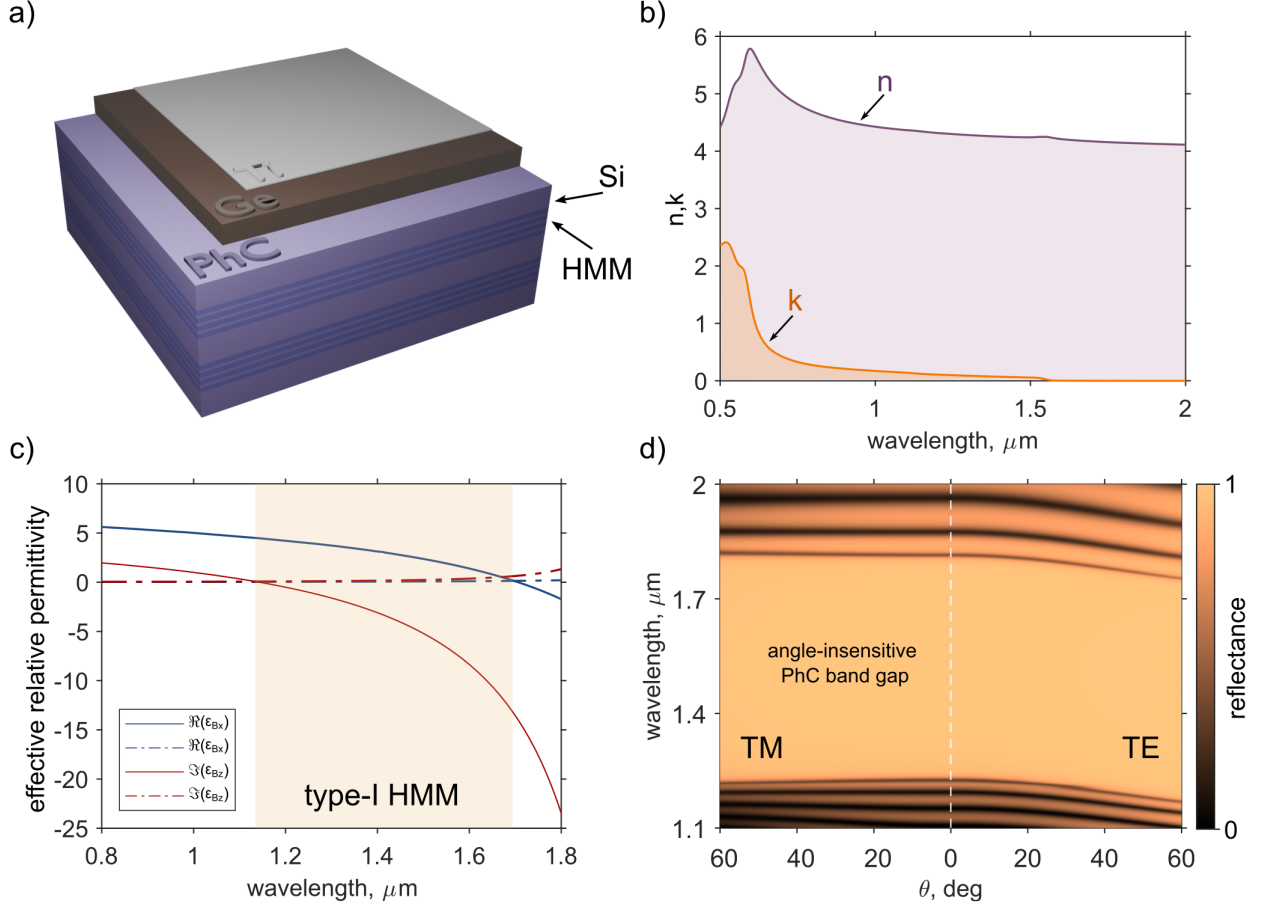 a)
Ti
Ge
PhC
Si
HMM
b)
6
5
4
3
2
1
0
n,k
n
k
0.5
1
1.5
2
wavelength, μm
c)
10
5
0
-5
-10
-15
-20
-25
effective relative permittivity
ℜ(ε_Bx)
ℜ(ε_Bx)
ℑ(ε_Bz)
ℑ(ε_Bz)
type-I HMM
0.8
1
1.2
1.4
1.6
1.8
wavelength, μm
d)
2
1.7
1.4
1.1
wavelength, μm
angle-insensitive
PhC band gap
TM
TE
60
40
20
0
20
40
60
θ, deg
1
0
reflectance